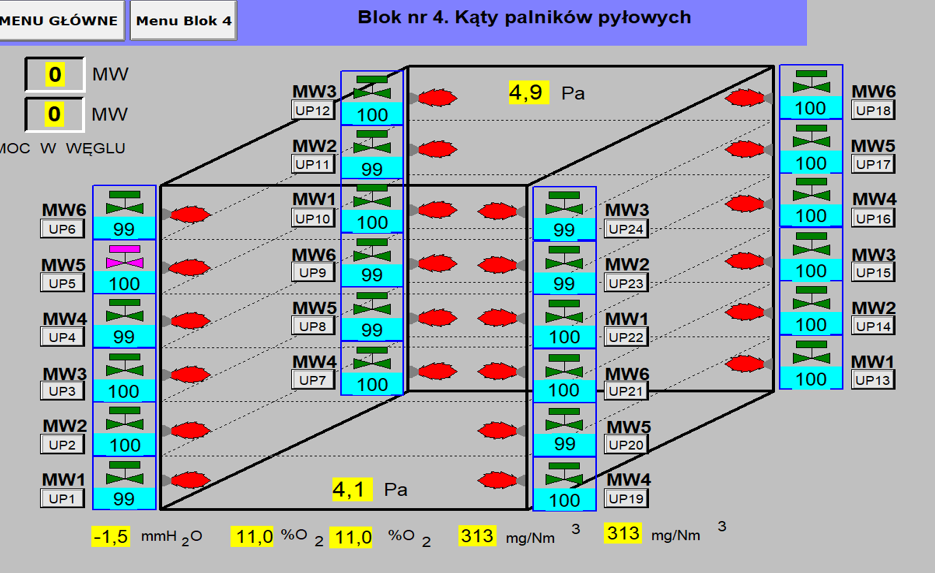 MENU GŁÓWNE
Menu Blok 4
Blok nr 4. Kąty palników pyłowych
0 MW
0 MW
MOC W WĘGLU
4,9 Pa
MW3
UP12
100
MW2
UP11
99
MW1
UP10
100
MW6
UP9
99
MW5
UP8
99
MW4
UP7
100
MW6
UP18
100
MW5
UP17
100
MW4
UP16
100
MW3
UP15
100
MW2
UP14
100
MW1
UP13
100
MW6
UP6
99
MW5
UP5
100
MW4
UP4
99
MW3
UP3
100
MW2
UP2
100
MW1
UP1
99
MW3
UP24
99
MW2
UP23
99
MW1
UP22
100
MW6
UP21
100
MW5
UP20
99
MW4
UP19
100
4,1 Pa
-1,5 mmH2O 11,0 %O2 11,0 %O2 313 mg/Nm3 313 mg/Nm3